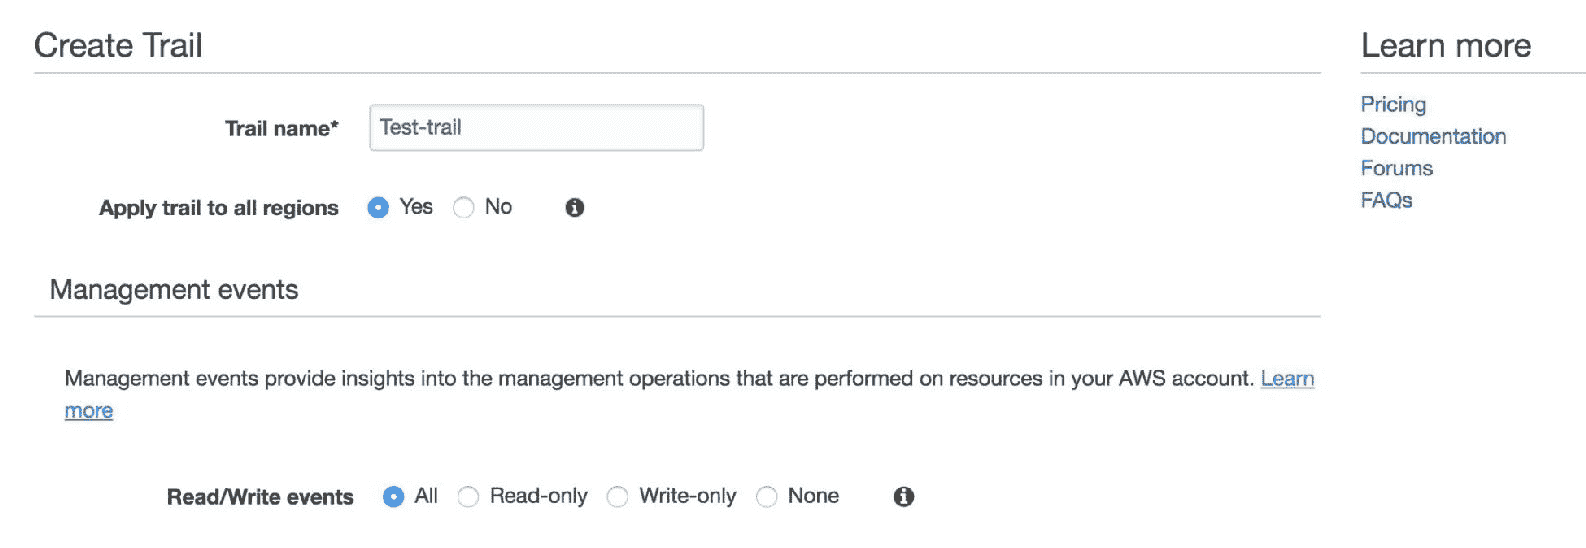 Create Trail
Trail name* Test-trail
Apply trail to all regions Yes No
Management events
Management events provide insights into the management operations that are performed on resources in your AWS account. Learn
more
Read/Write events All Read-only Write-only None
Learn more
Pricing
Documentation
Forums
FAQs